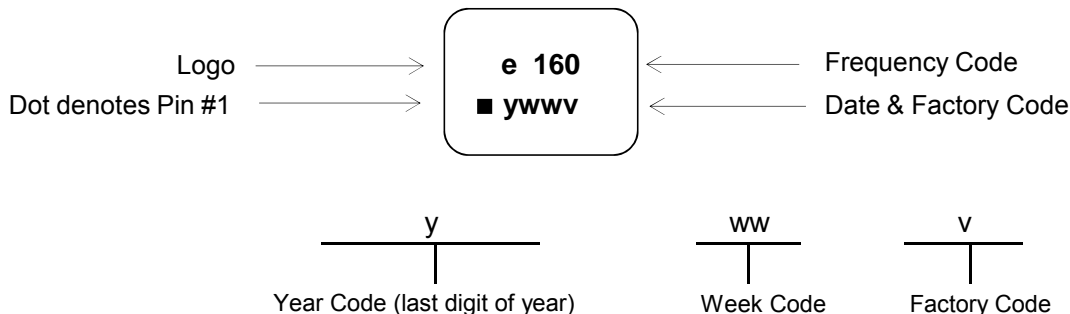 Logo e 160 Frequency Code
Dot denotes Pin #1 ■ ywwv Date & Factory Code
y ww v
Year Code (last digit of year) Week Code Factory Code